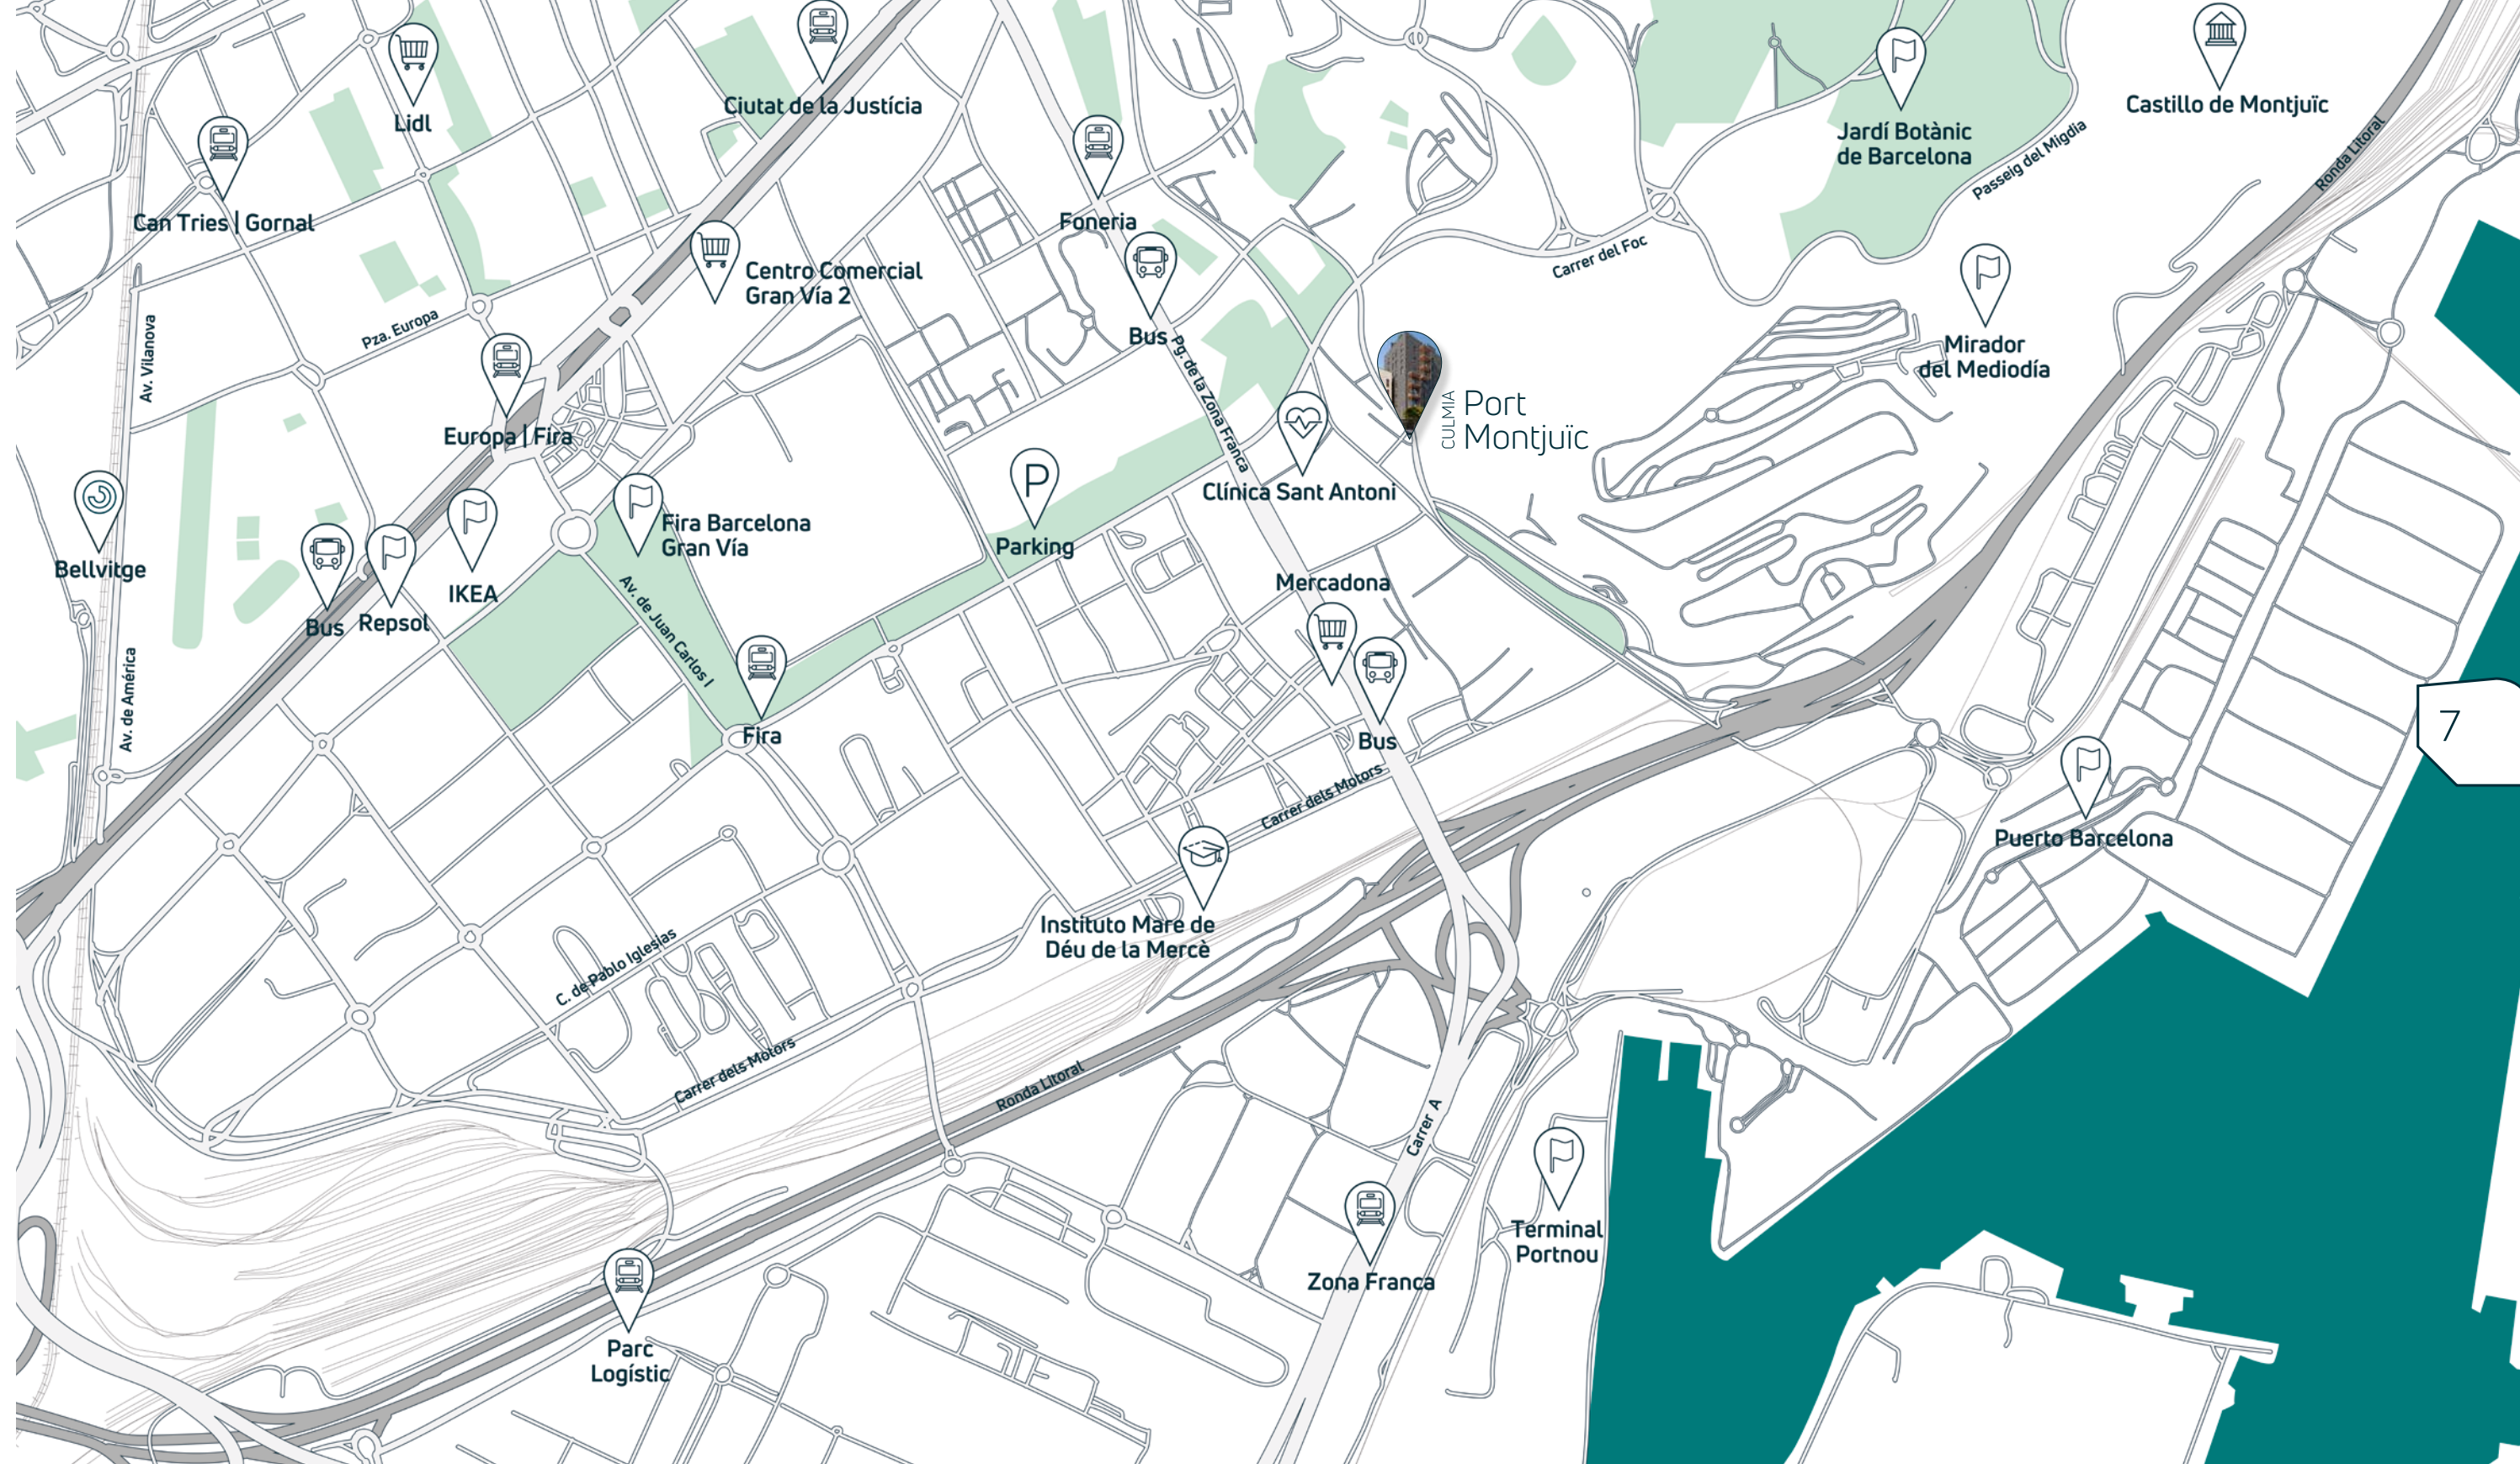 Lidl
Ciutat de la Justícia
Castillo de Montjuïc
Jardí Botànic
de Barcelona
Passeig del Migdia
Ronda Litoral
Can Tries | Gornal
Foneria
Centro Comercial
Gran Vía 2
Carrer del Foc
Pza. Europa
Av. Vilanova
Bus
Pg. de la Zona Franca
Mirador
del Mediodía
CULMIA
Port
Montjuïc
Europa | Fira
P
Clínica Sant Antoni
Fira Barcelona
Gran Vía
Parking
Bellvitge
IKEA
Bus
Repsol
Mercadona
Av. de Juan Carlos I
Av. de América
Fira
Bus
7
Carrer dels Motors
Puerto Barcelona
Instituto Mare de
Déu de la Mercè
C. de Pablo Iglesias
Carrer dels Motors
Ronda Litoral
Carrer A
Terminal
Portnou
Zona Franca
Parc
Logístic